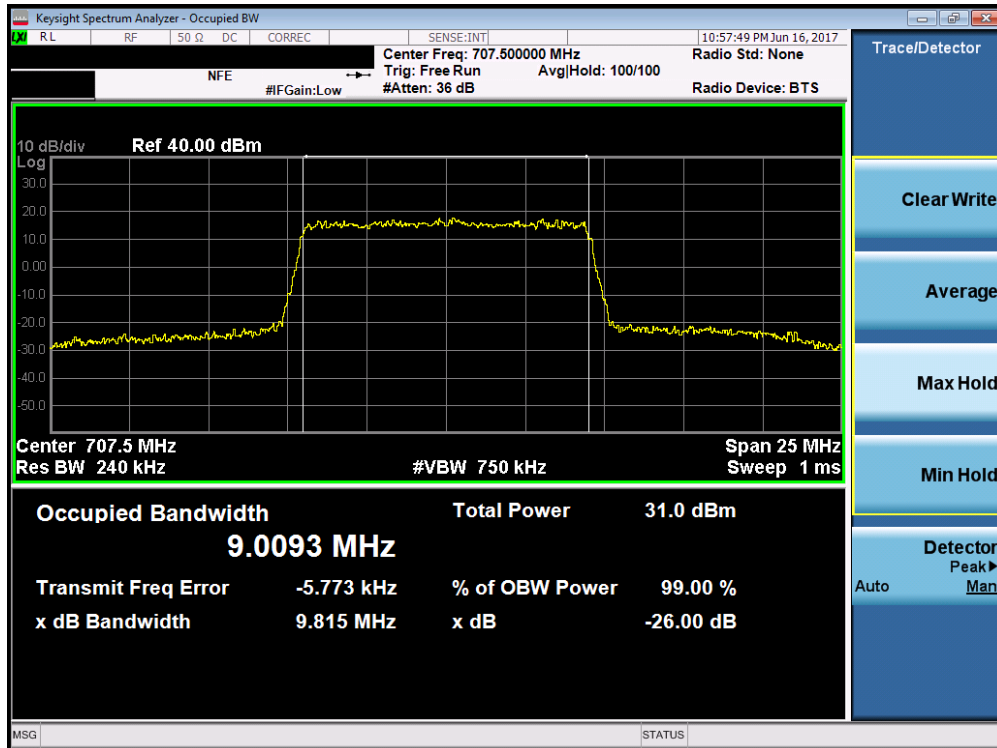 Keysight Spectrum Analyzer - Occupied BW
LXI RL RF 50 Ω DC CORREC SENSE:INT 10:57:49 PM Jun 16, 2017
Center Freq: 707.500000 MHz Radio Std: None
NFE Trig: Free Run Avg|Hold: 100/100
#IFGain:Low #Atten: 36 dB Radio Device: BTS
10 dB/div Ref 40.00 dBm
Log
30.0
20.0
10.0
0.00
-10.0
-20.0
-30.0
-40.0
-50.0
Center 707.5 MHz Span 25 MHz
Res BW 240 kHz #VBW 750 kHz Sweep 1 ms
Occupied Bandwidth Total Power 31.0 dBm
9.0093 MHz
Transmit Freq Error -5.773 kHz % of OBW Power 99.00 %
x dB Bandwidth 9.815 MHz x dB -26.00 dB
MSG STATUS
Trace/Detector
Clear Write
Average
Max Hold
Min Hold
Detector
Peak▶
Auto Man